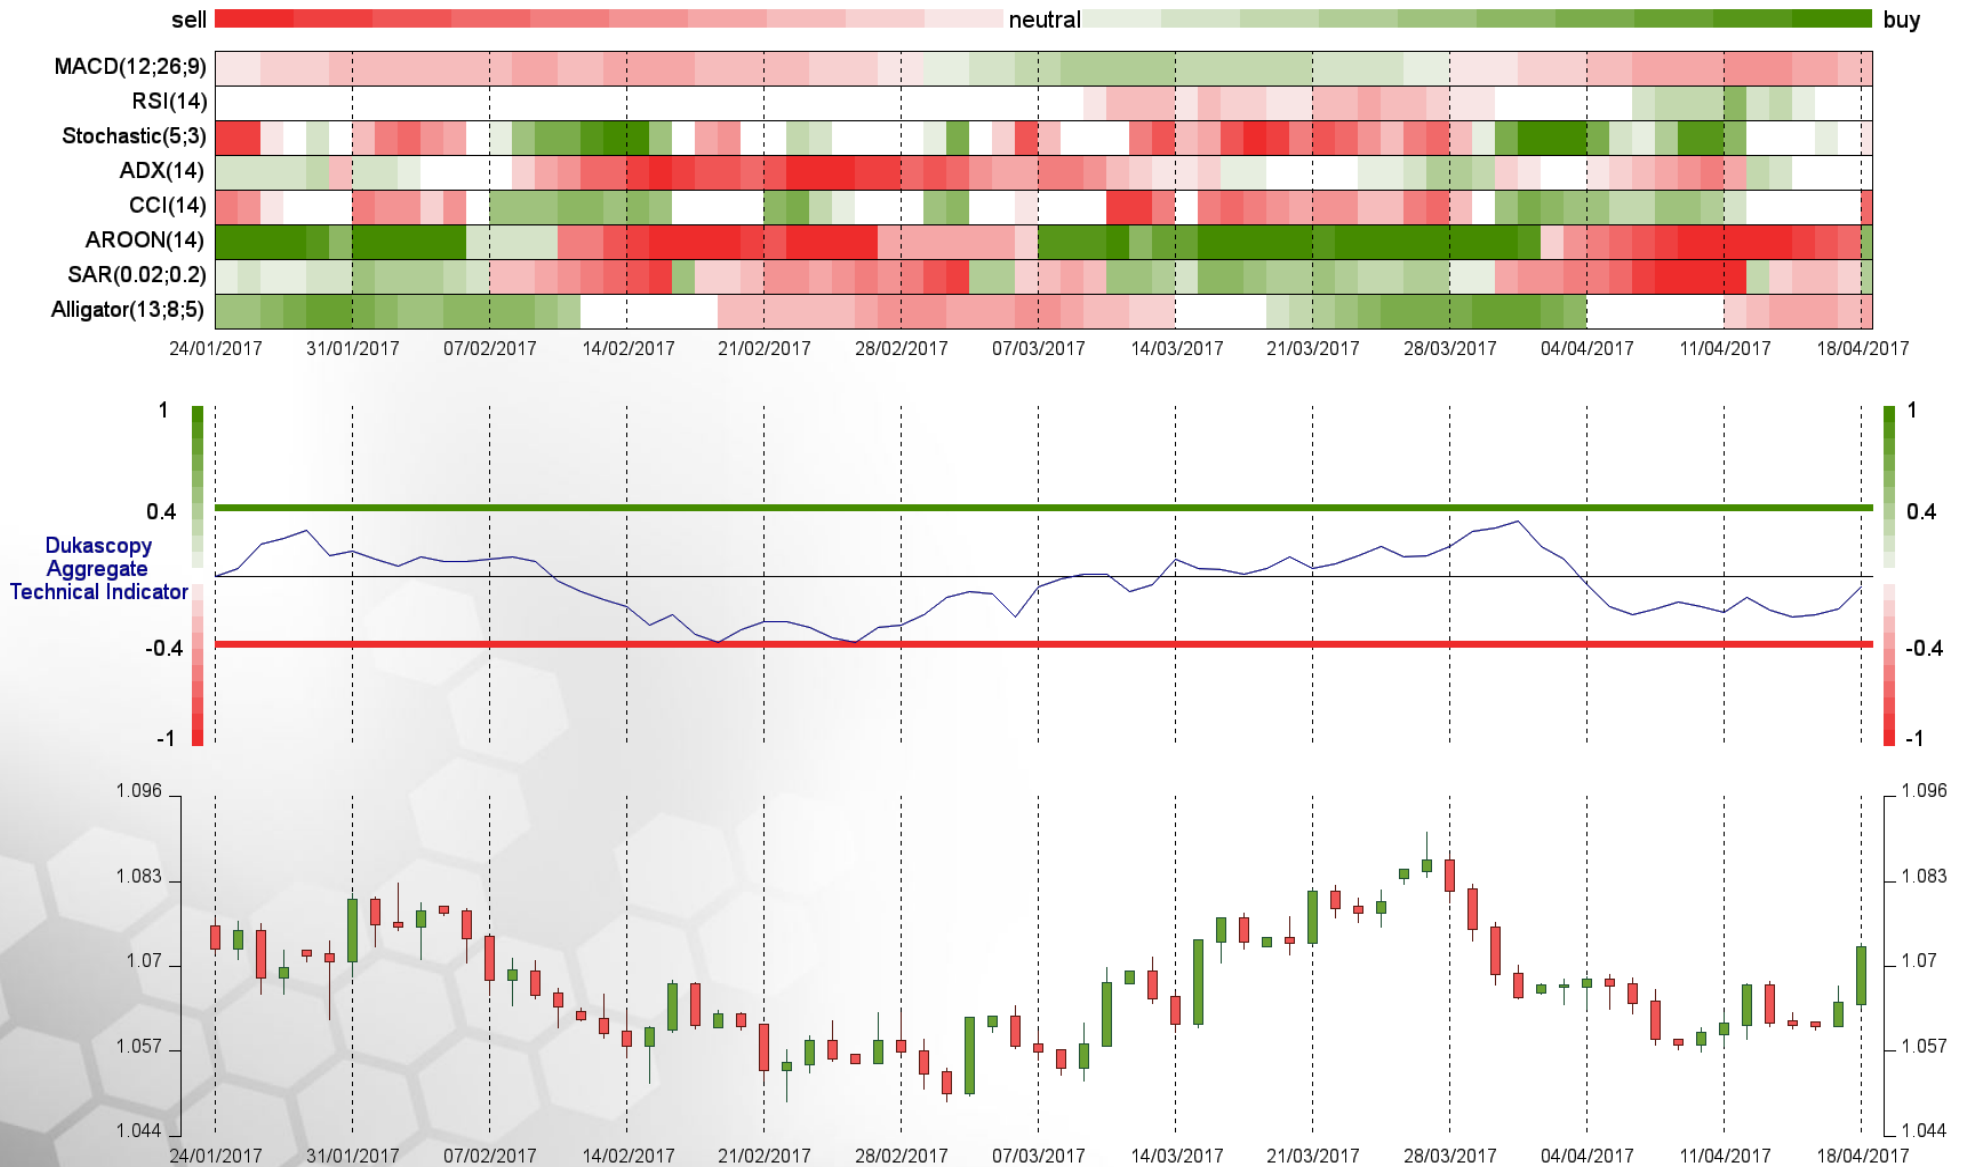 sell neutral buy
MACD(12;26;9)
RSI(14)
Stochastic(5;3)
ADX(14)
CCI(14)
AROON(14)
SAR(0.02;0.2)
Alligator(13;8;5)
24/01/2017 31/01/2017 07/02/2017 14/02/2017 21/02/2017 28/02/2017 07/03/2017 14/03/2017 21/03/2017 28/03/2017 04/04/2017 11/04/2017 18/04/2017
1 1
0.4 0.4
Dukascopy
Aggregate
Technical Indicator
-0.4 -0.4
-1 -1
1.096 1.096
1.083 1.083
1.07 1.07
1.057 1.057
1.044 1.044
24/01/2017 31/01/2017 07/02/2017 14/02/2017 21/02/2017 28/02/2017 07/03/2017 14/03/2017 21/03/2017 28/03/2017 04/04/2017 11/04/2017 18/04/2017